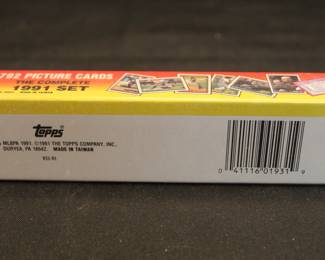 792 PICTURE CARDS
THE COMPLETE
1991 SET
topps
MLBPA 1991. ©1991 THE TOPPS COMPANY, INC.,
DURYEA, PA 18642. MADE IN TAIWAN
0 41116 01931 9